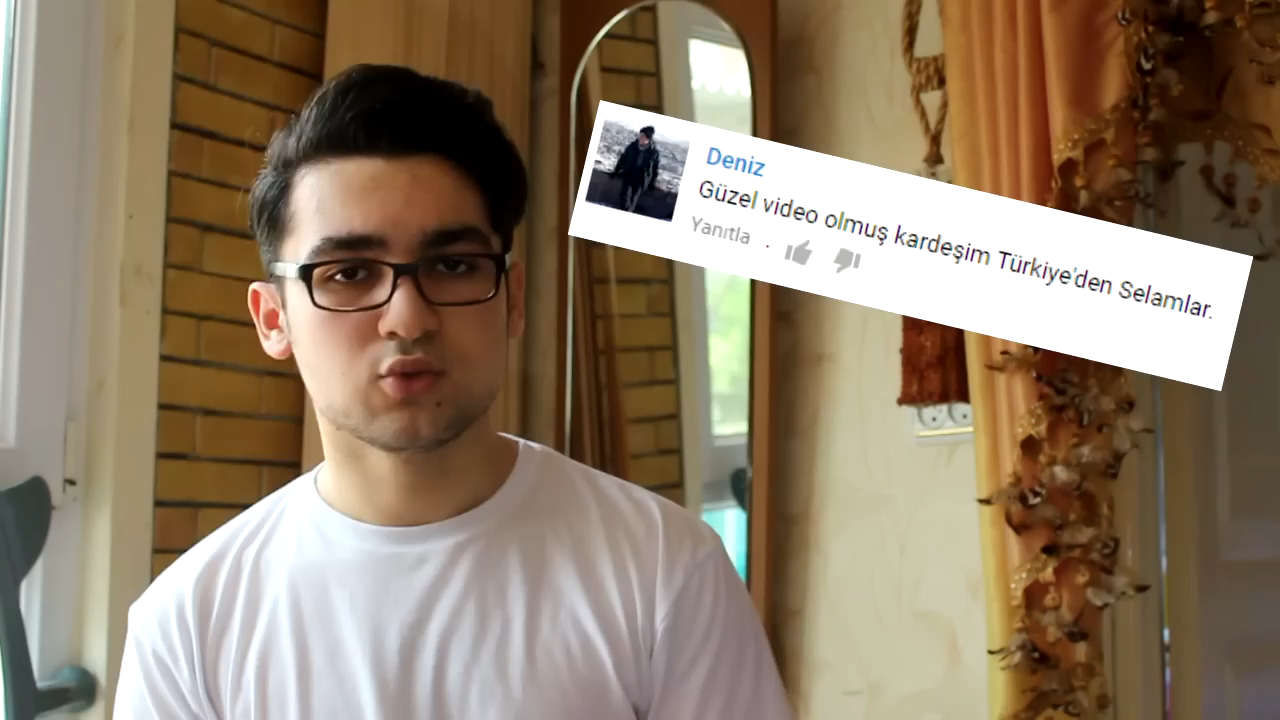 Deniz
Güzel video olmuş kardeşim Türkiye'den Selamlar.
Yanıtla .